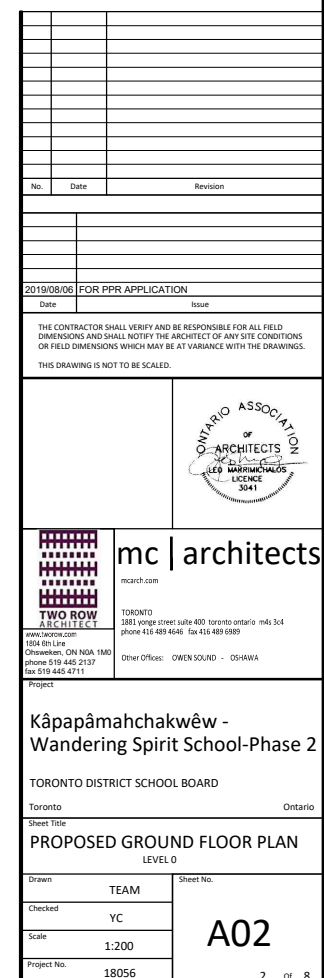 No. Date Revision
2019/08/06 FOR PPR APPLICATION
Date Issue
THE CONTRACTOR SHALL VERIFY AND BE RESPONSIBLE FOR ALL FIELD
DIMENSIONS AND SHALL NOTIFY THE ARCHITECT OF ANY SITE CONDITIONS
OR FIELD DIMENSIONS WHICH MAY BE AT VARIANCE WITH THE DRAWINGS.
THIS DRAWING IS NOT TO BE SCALED.
ONTARIO ASSOCIATION
OF
ARCHITECTS
LEO MAKRIMICHALOS
LICENCE
3041
TWO ROW
ARCHITECT
www.tworow.com
1804 6th Line
Ohsweken, ON N0A 1M0
phone 519 445 2137
fax 519 445 4711
mc | architects
mcarch.com
TORONTO
1881 yonge street suite 400 toronto ontario m4s 3c4
phone 416 489 4646 fax 416 489 6989
Other Offices: OWEN SOUND - OSHAWA
Project
Kâpapâmahchakwêw -
Wandering Spirit School-Phase 2
TORONTO DISTRICT SCHOOL BOARD
Toronto Ontario
Sheet Title
PROPOSED GROUND FLOOR PLAN
LEVEL 0
Drawn
TEAM
Checked
YC
Scale
1:200
Project No.
18056
Sheet No.
A02
2 Of 8